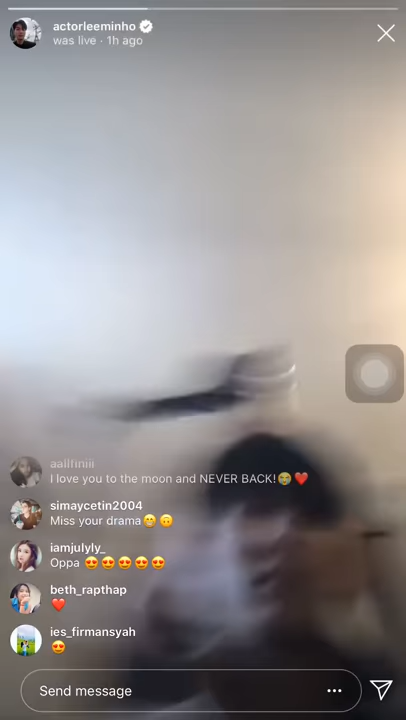 actorleeminho
was live · 1h ago
aallfiniii
I love you to the moon and NEVER BACK!😭❤️
simaycetin2004
Miss your drama😁🙃
iamjulyly_
Oppa 😍😍😍😍😍
beth_rapthap
❤️
ies_firmansyah
😍
Send message